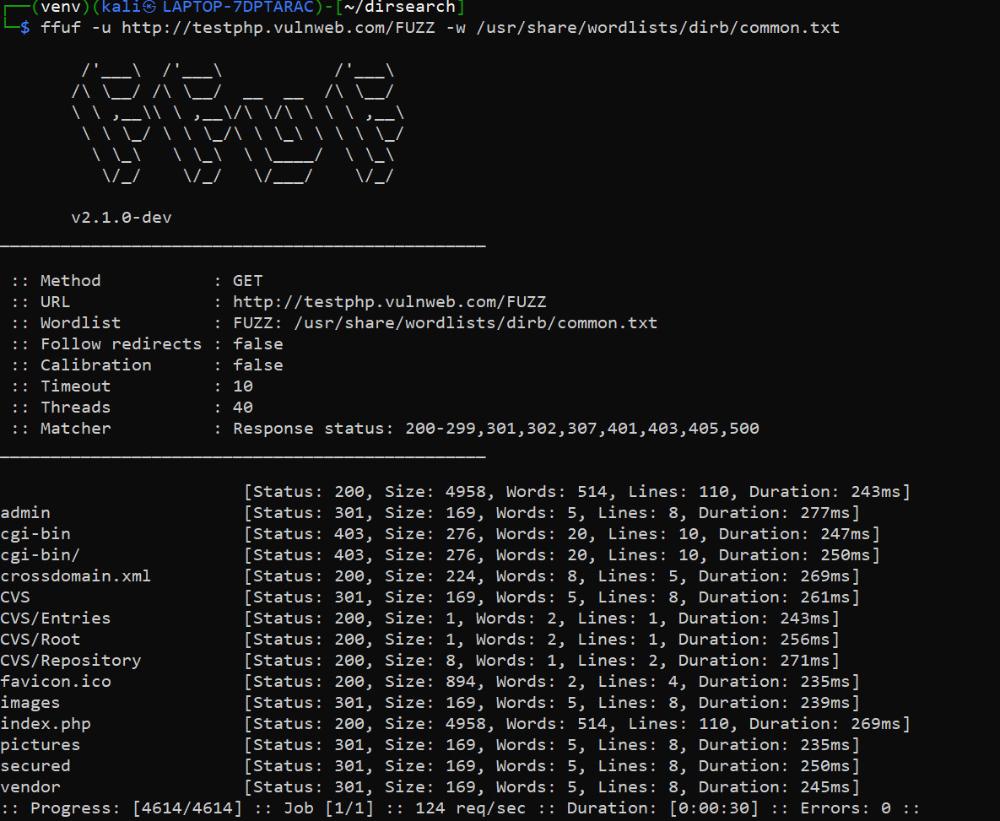 ┌──(venv)(kali㉿LAPTOP-7DPTARAC)-[~/dirsearch]
└─$ ffuf -u http://testphp.vulnweb.com/FUZZ -w /usr/share/wordlists/dirb/common.txt

        /'___\  /'___\           /'___\
       /\ \__/ /\ \__/  __  __  /\ \__/
       \ \ ,__\\ \ ,__\/\ \/\ \ \ \ ,__\
        \ \ \_/ \ \ \_/\ \ \_\ \ \ \ \_/
         \ \_\   \ \_\  \ \____/  \ \_\
          \/_/    \/_/   \/___/    \/_/

       v2.1.0-dev
________________________________________________

 :: Method           : GET
 :: URL              : http://testphp.vulnweb.com/FUZZ
 :: Wordlist         : FUZZ: /usr/share/wordlists/dirb/common.txt
 :: Follow redirects : false
 :: Calibration      : false
 :: Timeout          : 10
 :: Threads          : 40
 :: Matcher          : Response status: 200-299,301,302,307,401,403,405,500
________________________________________________

                        [Status: 200, Size: 4958, Words: 514, Lines: 110, Duration: 243ms]
admin                   [Status: 301, Size: 169, Words: 5, Lines: 8, Duration: 277ms]
cgi-bin                 [Status: 403, Size: 276, Words: 20, Lines: 10, Duration: 247ms]
cgi-bin/                [Status: 403, Size: 276, Words: 20, Lines: 10, Duration: 250ms]
crossdomain.xml         [Status: 200, Size: 224, Words: 8, Lines: 5, Duration: 269ms]
CVS                     [Status: 301, Size: 169, Words: 5, Lines: 8, Duration: 261ms]
CVS/Entries             [Status: 200, Size: 1, Words: 2, Lines: 1, Duration: 243ms]
CVS/Root                [Status: 200, Size: 1, Words: 2, Lines: 1, Duration: 256ms]
CVS/Repository          [Status: 200, Size: 8, Words: 1, Lines: 2, Duration: 271ms]
favicon.ico             [Status: 200, Size: 894, Words: 2, Lines: 4, Duration: 235ms]
images                  [Status: 301, Size: 169, Words: 5, Lines: 8, Duration: 239ms]
index.php               [Status: 200, Size: 4958, Words: 514, Lines: 110, Duration: 269ms]
pictures                [Status: 301, Size: 169, Words: 5, Lines: 8, Duration: 235ms]
secured                 [Status: 301, Size: 169, Words: 5, Lines: 8, Duration: 250ms]
vendor                  [Status: 301, Size: 169, Words: 5, Lines: 8, Duration: 245ms]
:: Progress: [4614/4614] :: Job [1/1] :: 124 req/sec :: Duration: [0:00:30] :: Errors: 0 ::